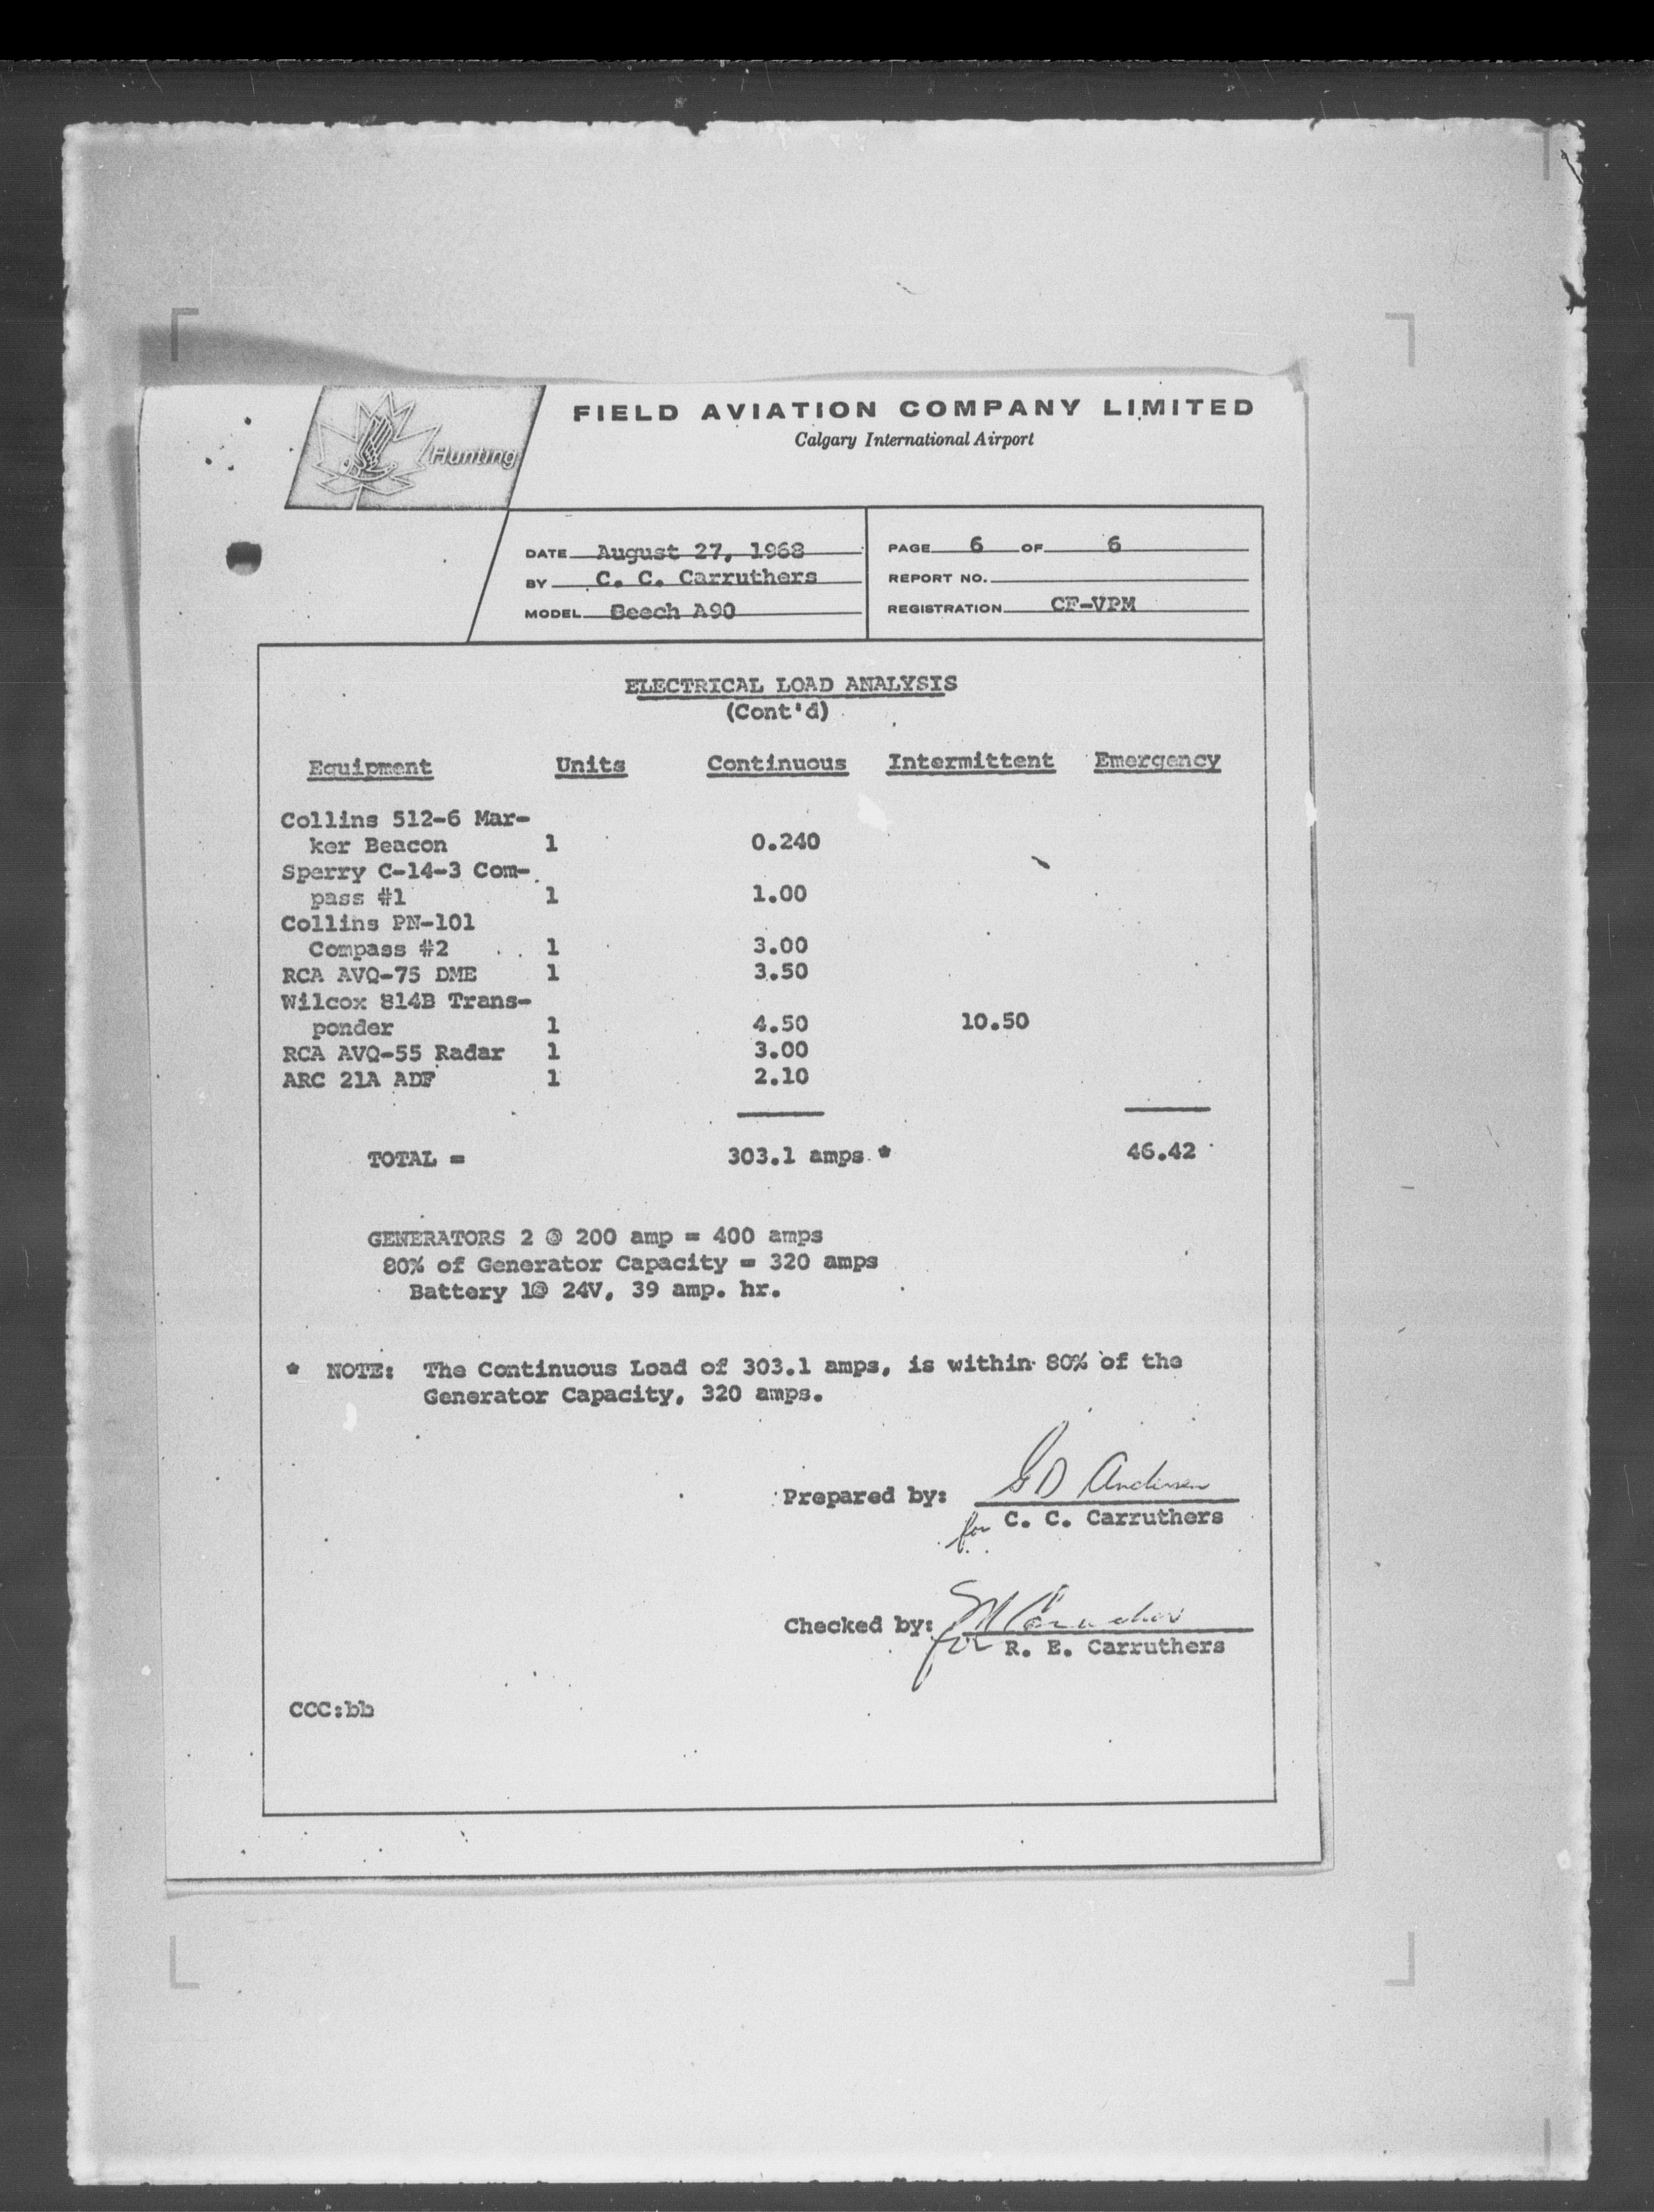 Hunting
FIELD AVIATION COMPANY LIMITED
Calgary International Airport
DATE August 27, 1968
BY C. C. Carruthers
MODEL Beech A90
PAGE 6 OF 6
REPORT NO.
REGISTRATION CF-VPM
ELECTRICAL LOAD ANALYSIS
(Cont'd)
Equipment Units Continuous Intermittent Emergency
Collins 512-6 Mar-
ker Beacon 1 0.240
Sperry C-14-3 Com-
pass #1 1 1.00
Collins PN-101
Compass #2 1 3.00
RCA AVQ-75 DME 1 3.50
Wilcox 814B Trans-
ponder 1 4.50 10.50
RCA AVQ-55 Radar 1 3.00
ARC 21A ADF 1 2.10
TOTAL = 303.1 amps * 46.42
GENERATORS 2 @ 200 amp = 400 amps
80% of Generator Capacity = 320 amps
Battery 1@ 24V, 39 amp. hr.
* NOTE: The Continuous Load of 303.1 amps, is within 80% of the
Generator Capacity, 320 amps.
Prepared by: G D Andersen
for C. C. Carruthers
Checked by:
for R. E. Carruthers
CCC:bb